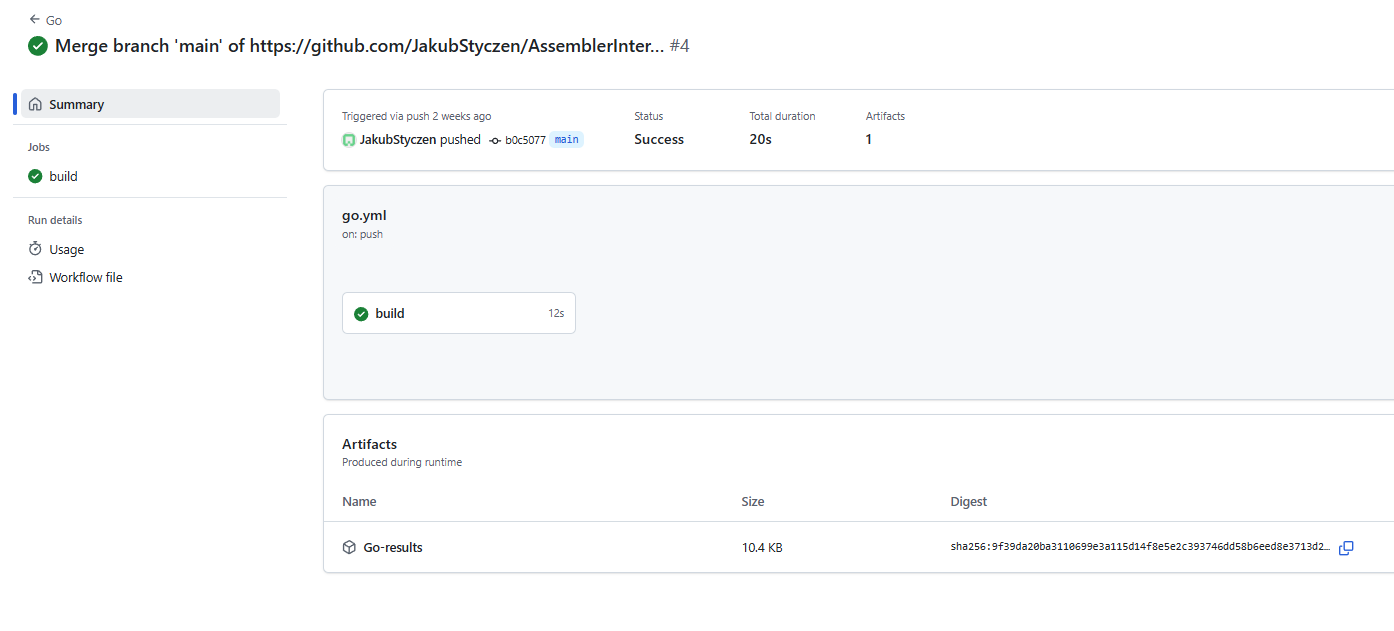 Go
Merge branch 'main' of https://github.com/JakubStyczen/AssemblerInter... #4
Summary
Jobs
build
Run details
Usage
Workflow file
Triggered via push 2 weeks ago
JakubStyczen pushed b0c5077 main
Status
Success
Total duration
20s
Artifacts
1
go.yml
on: push
build 12s
Artifacts
Produced during runtime
Name Size Digest
Go-results 10.4 KB sha256:9f39da20ba3110699e3a115d14f8e5e2c393746dd58b6eed8e3713d2…